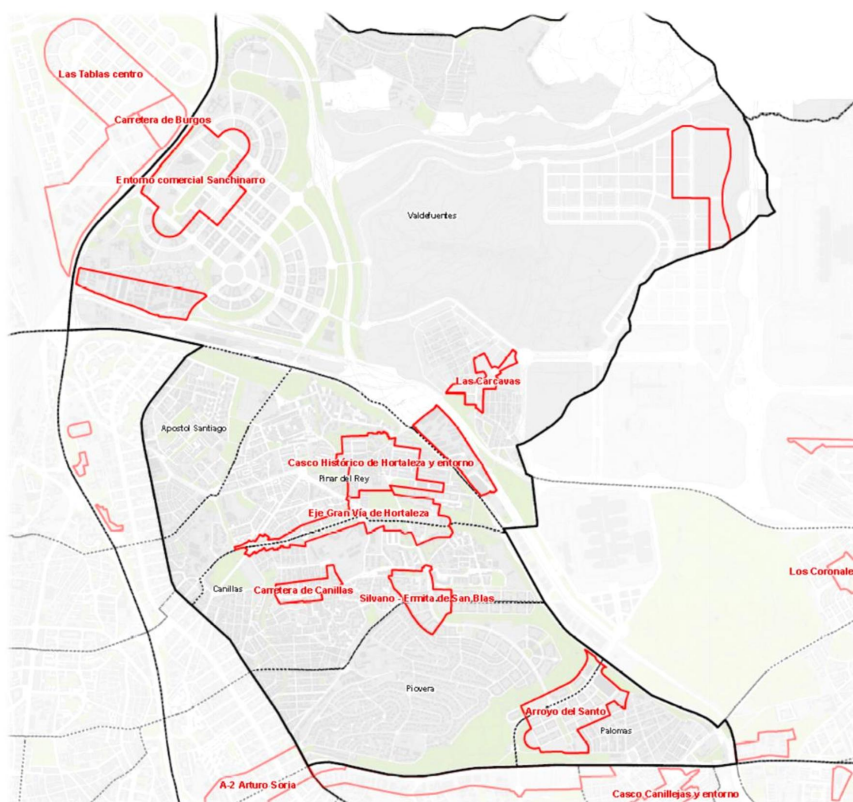 Las Tablas centro
Carretera de Burgos
Entorno comercial Sanchinarro
Valdefuentes
Las Cárcavas
Apostol Santiago
Casco Histórico de Hortaleza y entorno
Pinar del Rey
Eje Gran Vía de Hortaleza
Los Coronale
Canillas
Carretera de Canillas
Silvano - Ermita de San Blas
Piovera
Arroyo del Santo
Palomas
A-2 Arturo Soria
Casco Canillejas y entorno